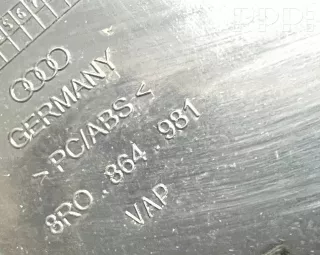 GERMANY
>PC/ABS<
8R0.864.981
VAP